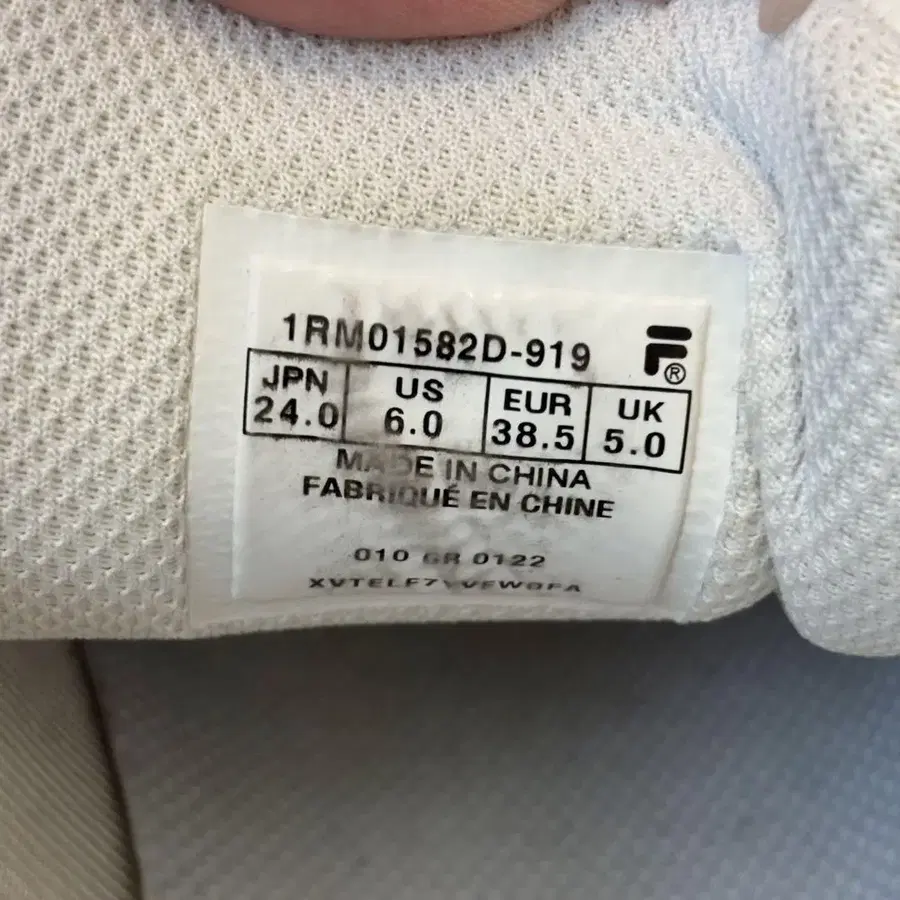 1RM01582D-919
JPN US EUR UK
24.0 6.0 38.5 5.0
MADE IN CHINA
FABRIQUÉ EN CHINE
010 GR 0122